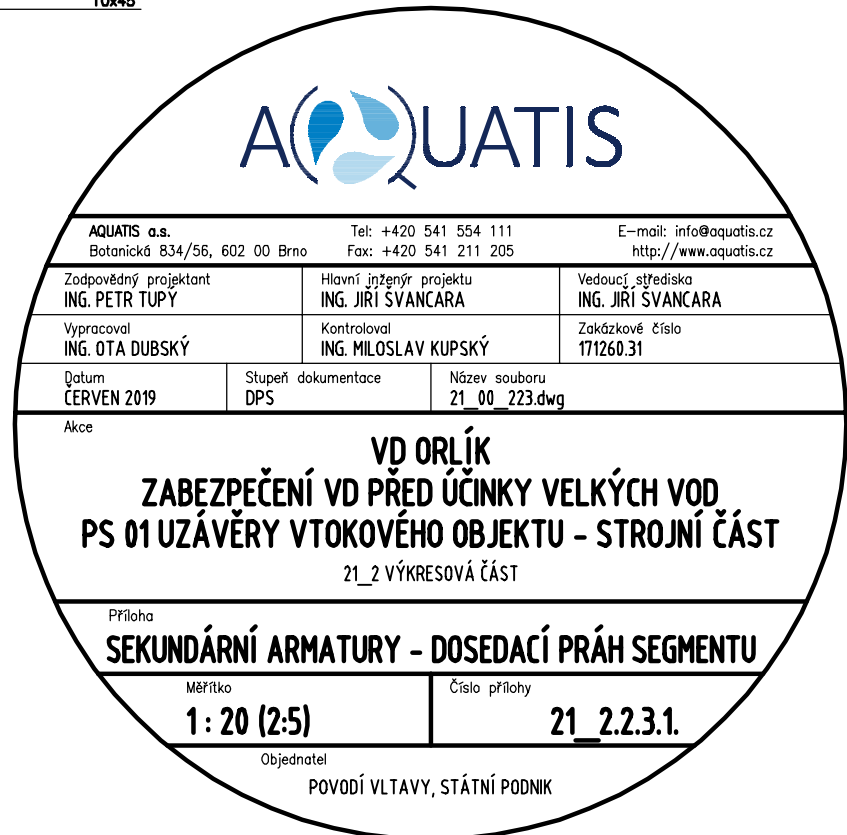 10x45
AQUATIS
AQUATIS a.s. Tel: +420 541 554 111 E-mail: info@aquatis.cz
Botanická 834/56, 602 00 Brno Fax: +420 541 211 205 http://www.aquatis.cz
Zodpovědný projektant Hlavní inženýr projektu Vedoucí střediska
ING. PETR TUPÝ ING. JIŘÍ ŠVANCARA ING. JIŘÍ ŠVANCARA
Vypracoval Kontroloval Zakázkové číslo
ING. OTA DUBSKÝ ING. MILOSLAV KUPSKÝ 171260.31
Datum Stupeň dokumentace Název souboru
ČERVEN 2019 DPS 21_00_223.dwg
Akce
VD ORLÍK
ZABEZPEČENÍ VD PŘED ÚČINKY VELKÝCH VOD
PS 01 UZÁVĚRY VTOKOVÉHO OBJEKTU - STROJNÍ ČÁST
21_2 VÝKRESOVÁ ČÁST
Příloha
SEKUNDÁRNÍ ARMATURY - DOSEDACÍ PRÁH SEGMENTU
Měřítko Číslo přílohy
1 : 20 (2:5) 21_2.2.3.1.
Objednatel
POVODÍ VLTAVY, STÁTNÍ PODNIK